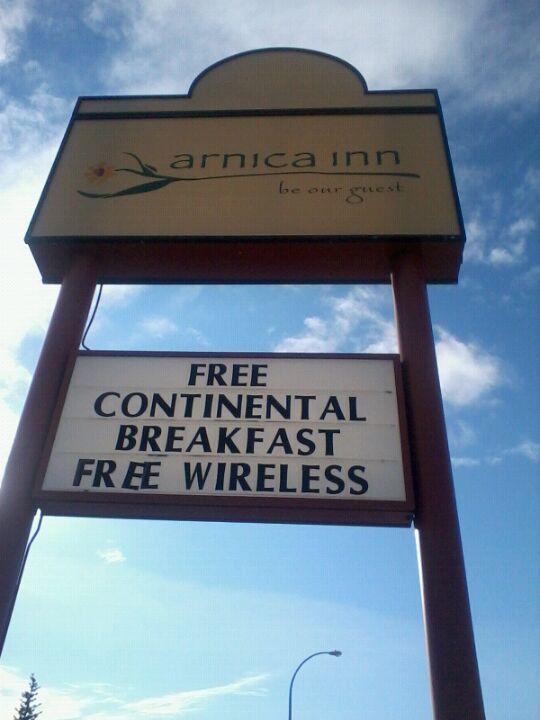 arnica inn
be our guest
FREE
CONTINENTAL
BREAKFAST
FREE WIRELESS